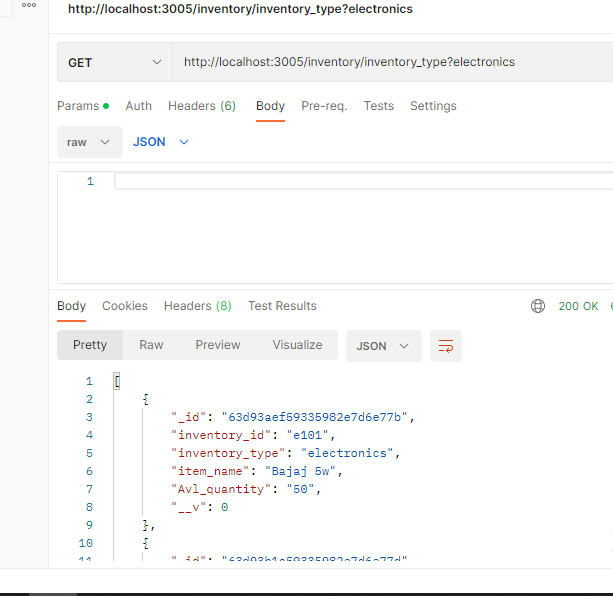 http://localhost:3005/inventory/inventory_type?electronics
GET http://localhost:3005/inventory/inventory_type?electronics
Params Auth Headers (6) Body Pre-req. Tests Settings
raw JSON
1
Body Cookies Headers (8) Test Results 200 OK
Pretty Raw Preview Visualize JSON
1 [
2 {
3 "_id": "63d93aef59335982e7d6e77b",
4 "inventory_id": "e101",
5 "inventory_type": "electronics",
6 "item_name": "Bajaj 5w",
7 "Avl_quantity": "50",
8 "__v": 0
9 },
10 {
11 "_id": "63d93b1e59335982e7d6e77d"